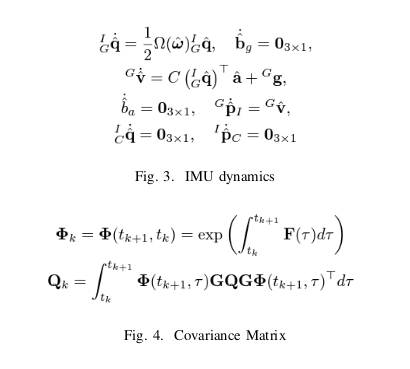 ${}^{I}_{G}\dot{\hat{\mathbf{q}}} = \frac{1}{2}\Omega(\hat{\boldsymbol{\omega}}){}^{I}_{G}\hat{\mathbf{q}}, \quad \dot{\hat{\mathbf{b}}}_g = \mathbf{0}_{3\times 1},$
${}^{G}\dot{\hat{\mathbf{v}}} = C\left({}^{I}_{G}\hat{\mathbf{q}}\right)^{\top}\hat{\mathbf{a}} + {}^{G}\mathbf{g},$
$\dot{\hat{b}}_a = \mathbf{0}_{3\times 1}, \quad {}^{G}\dot{\hat{\mathbf{p}}}_I = {}^{G}\hat{\mathbf{v}},$
${}^{I}_{C}\dot{\hat{\mathbf{q}}} = \mathbf{0}_{3\times 1}, \quad {}^{I}\dot{\hat{\mathbf{p}}}_C = \mathbf{0}_{3\times 1}$
Fig. 3. IMU dynamics
$\mathbf{\Phi}_k = \mathbf{\Phi}(t_{k+1}, t_k) = \exp\left(\int_{t_k}^{t_{k+1}} \mathbf{F}(\tau)d\tau\right)$
$\mathbf{Q}_k = \int_{t_k}^{t_{k+1}} \mathbf{\Phi}(t_{k+1}, \tau)\mathbf{G}\mathbf{Q}\mathbf{G}\mathbf{\Phi}(t_{k+1}, \tau)^{\top}d\tau$
Fig. 4. Covariance Matrix